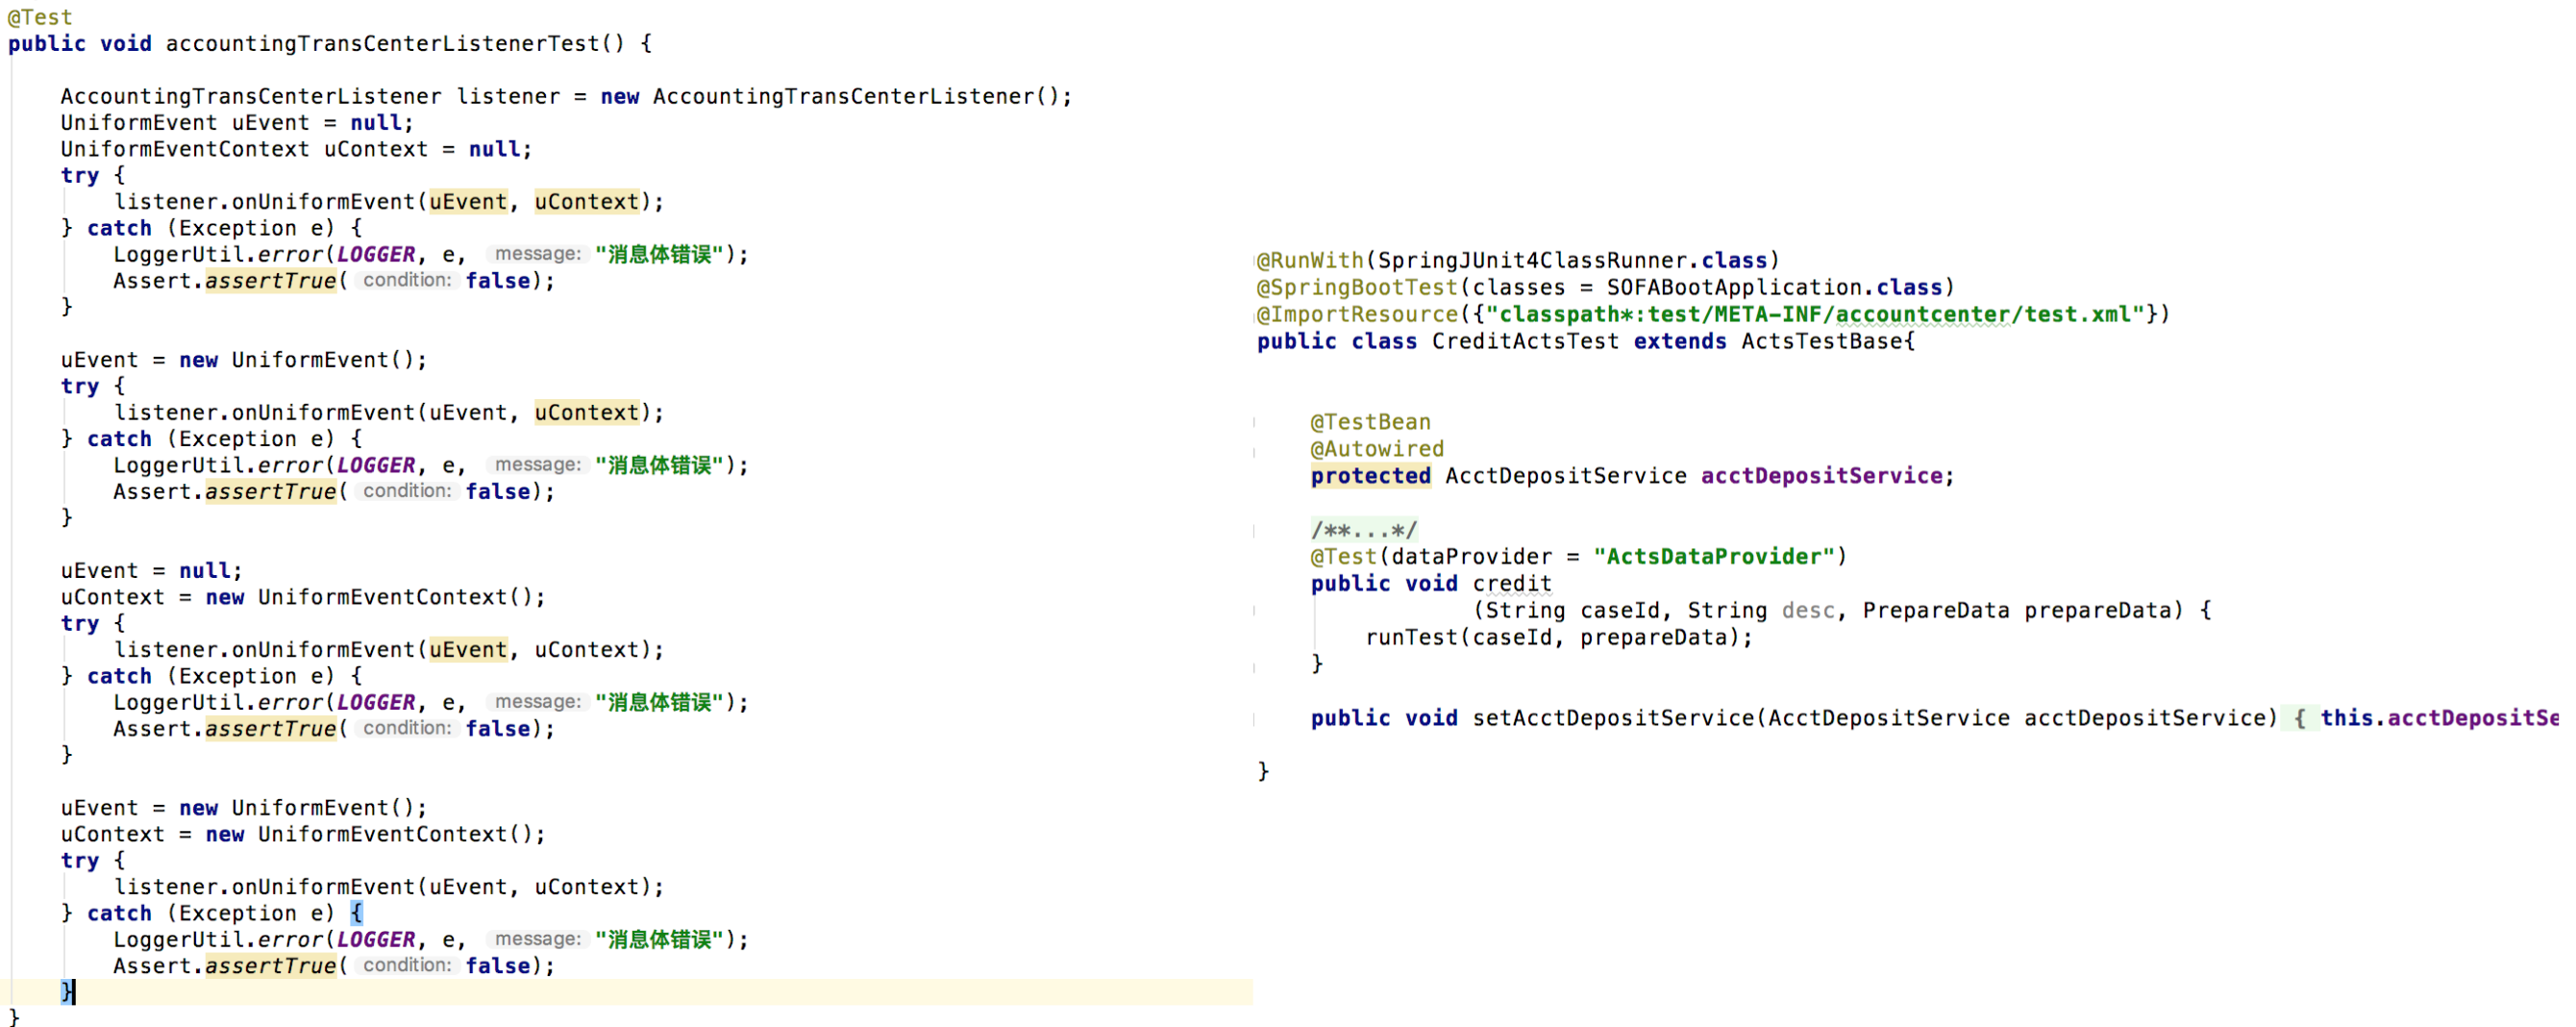 @Test
public void accountingTransCenterListenerTest() {
AccountingTransCenterListener listener = new AccountingTransCenterListener();
UniformEvent uEvent = null;
UniformEventContext uContext = null;
try {
listener.onUniformEvent(uEvent, uContext);
} catch (Exception e) {
LoggerUtil.error(LOGGER, e, message: "消息体错误");
Assert.assertTrue( condition: false);
}
uEvent = new UniformEvent();
try {
listener.onUniformEvent(uEvent, uContext);
} catch (Exception e) {
LoggerUtil.error(LOGGER, e, message: "消息体错误");
Assert.assertTrue( condition: false);
}
uEvent = null;
uContext = new UniformEventContext();
try {
listener.onUniformEvent(uEvent, uContext);
} catch (Exception e) {
LoggerUtil.error(LOGGER, e, message: "消息体错误");
Assert.assertTrue( condition: false);
}
uEvent = new UniformEvent();
uContext = new UniformEventContext();
try {
listener.onUniformEvent(uEvent, uContext);
} catch (Exception e) {
LoggerUtil.error(LOGGER, e, message: "消息体错误");
Assert.assertTrue( condition: false);
}
}
@RunWith(SpringJUnit4ClassRunner.class)
@SpringBootTest(classes = SOFABootApplication.class)
@ImportResource({"classpath*:test/META-INF/accountcenter/test.xml"})
public class CreditActsTest extends ActsTestBase{
@TestBean
@Autowired
protected AcctDepositService acctDepositService;
/**...*/
@Test(dataProvider = "ActsDataProvider")
public void credit
(String caseId, String desc, PrepareData prepareData) {
runTest(caseId, prepareData);
}
public void setAcctDepositService(AcctDepositService acctDepositService) { this.acctDepositSe
}